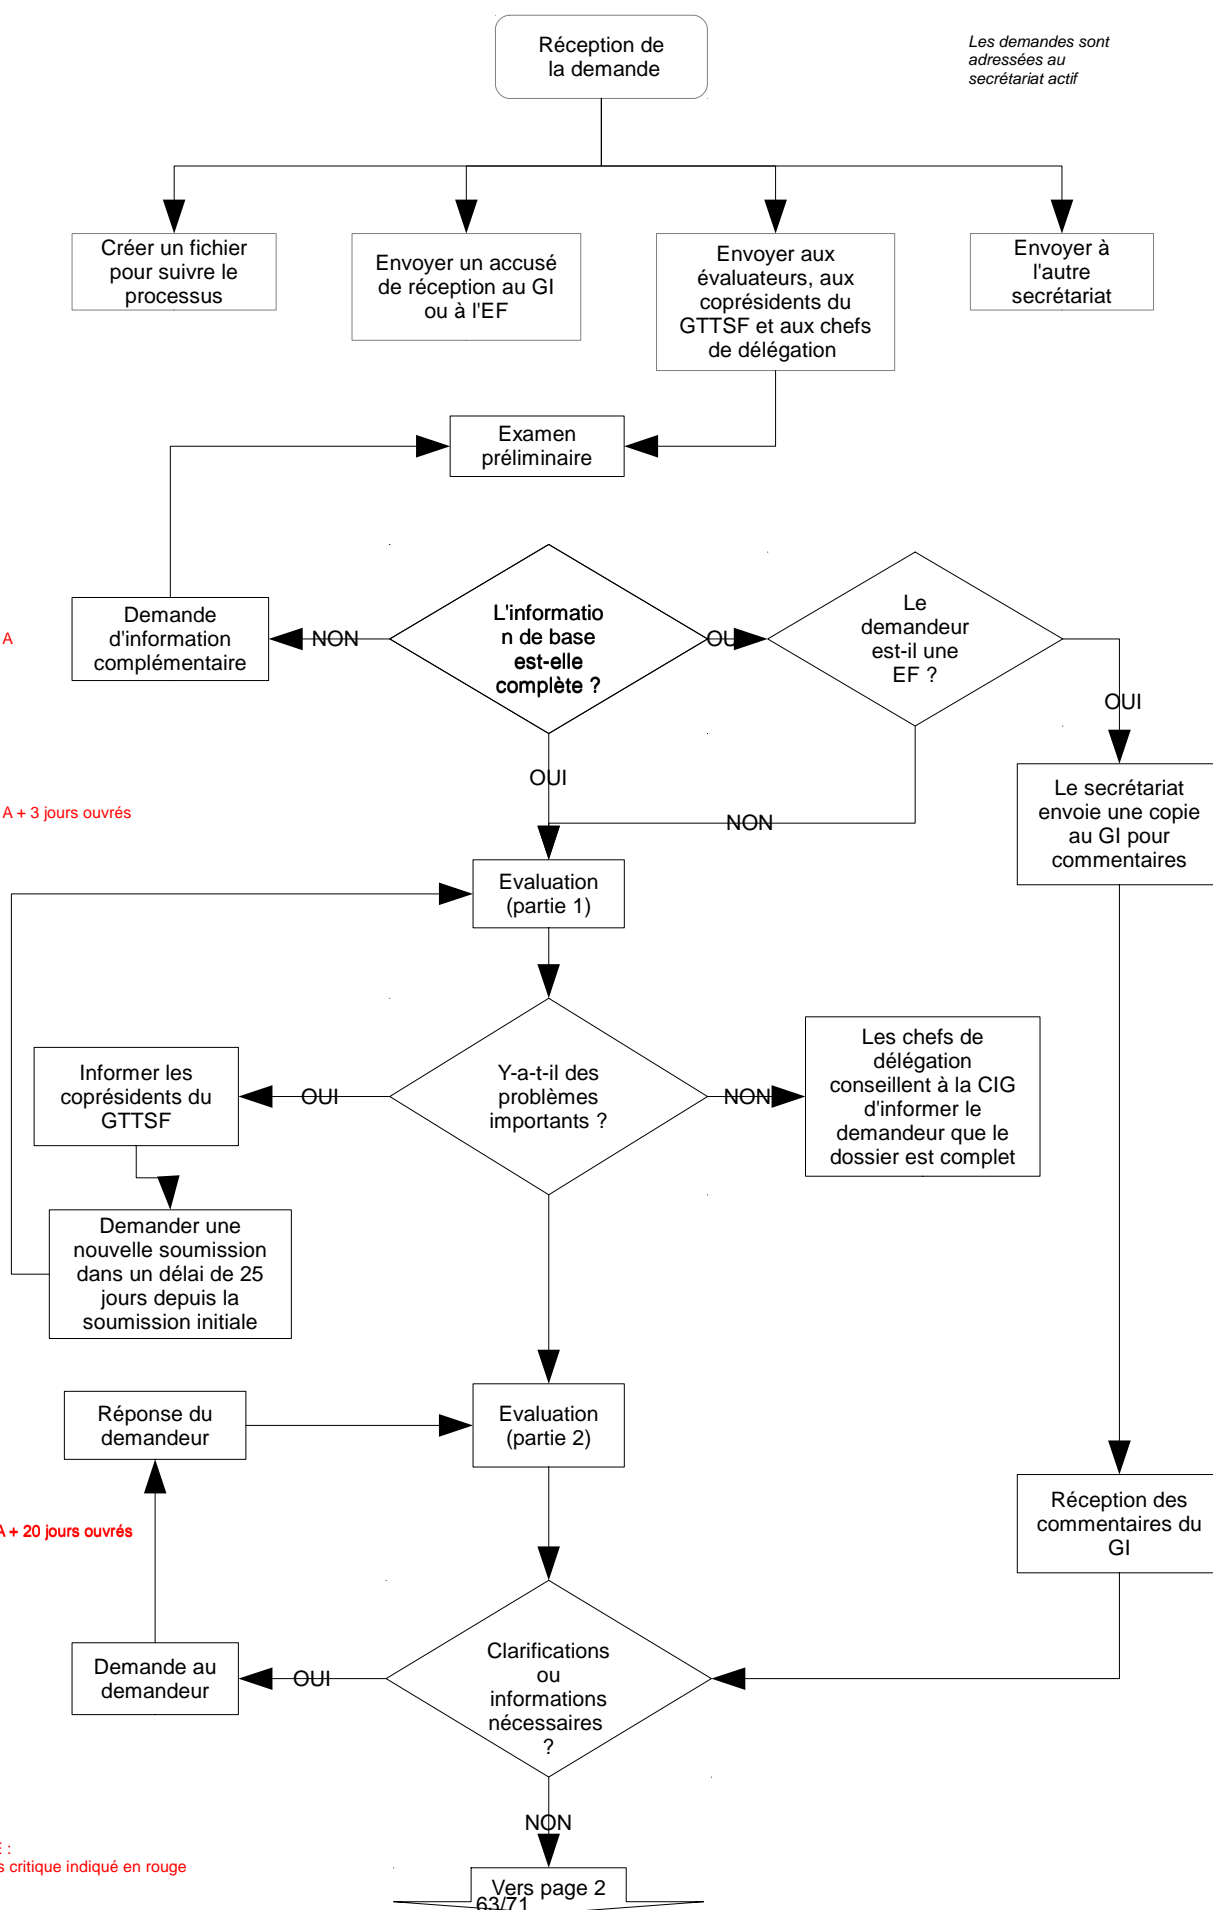 Réception de
la demande
Les demandes sont
adressées au
secrétariat actif
Créer un fichier
pour suivre le
processus
Envoyer un accusé
de réception au GI
ou à l'EF
Envoyer aux
évaluateurs, aux
coprésidents du
GTTSF et aux chefs
de délégation
Envoyer à
l'autre
secrétariat
Examen
préliminaire
A
Demande
d'information
complémentaire
NON
L'informatio
n de base
est-elle
complète ?
OUI
Le
demandeur
est-il une
EF ?
OUI
OUI
A + 3 jours ouvrés
NON
Le secrétariat
envoie une copie
au GI pour
commentaires
Evaluation
(partie 1)
Informer les
coprésidents du
GTTSF
OUI
Y-a-t-il des
problèmes
importants ?
NON
Les chefs de
délégation
conseillent à la CIG
d'informer le
demandeur que le
dossier est complet
Demander une
nouvelle soumission
dans un délai de 25
jours depuis la
soumission initiale
Réponse du
demandeur
Evaluation
(partie 2)
A + 20 jours ouvrés
Réception des
commentaires du
GI
Demande au
demandeur
OUI
Clarifications
ou
informations
nécessaires
?
NON
E :
s critique indiqué en rouge
Vers page 2
63/71